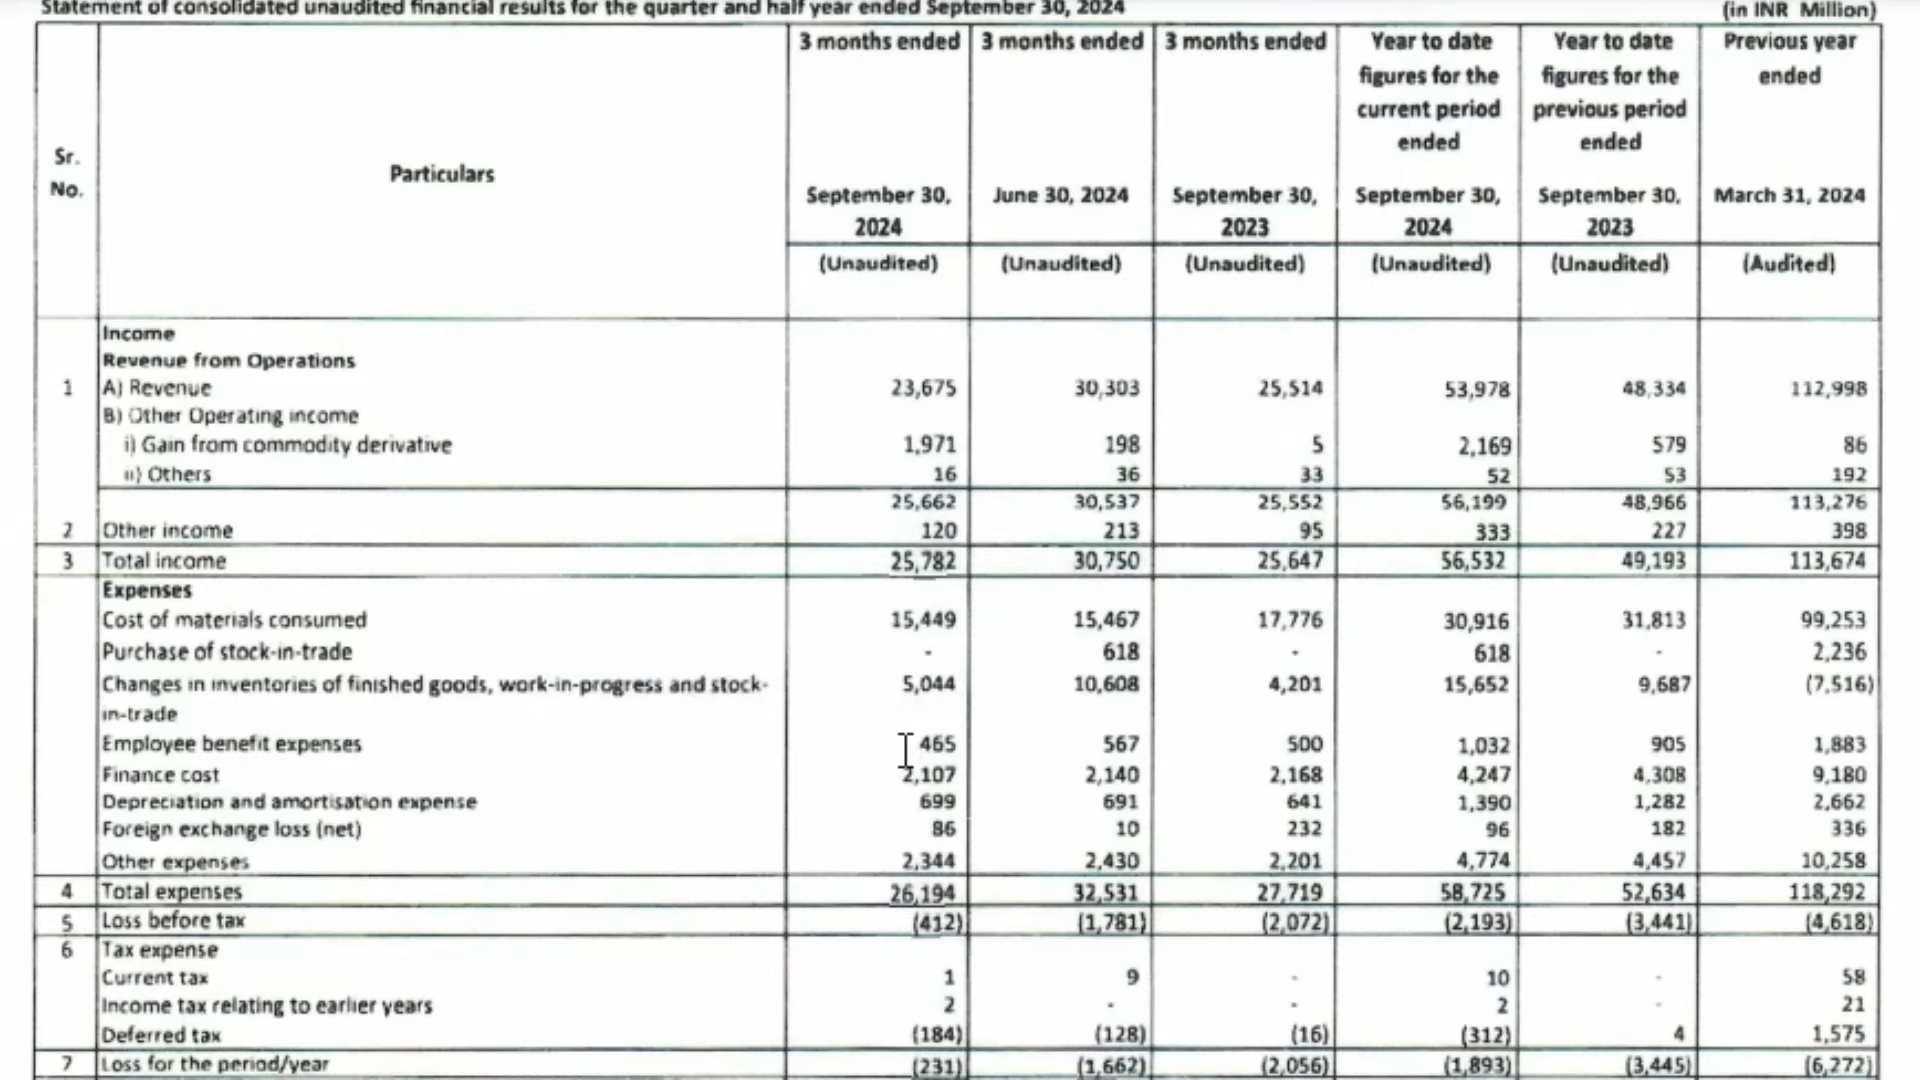 Statement of consolidated unaudited financial results for the quarter and half year ended September 30, 2024
(in INR Million)
Sr. No. Particulars 3 months ended 3 months ended 3 months ended Year to date figures for the current period ended Year to date figures for the previous period ended Previous year ended
September 30, 2024 June 30, 2024 September 30, 2023 September 30, 2024 September 30, 2023 March 31, 2024
(Unaudited) (Unaudited) (Unaudited) (Unaudited) (Unaudited) (Audited)
Income
Revenue from Operations
1 A) Revenue 23,675 30,303 25,514 53,978 48,334 112,998
B) Other Operating income
i) Gain from commodity derivative 1,971 198 5 2,169 579 86
ii) Others 16 36 33 52 53 192
25,662 30,537 25,552 56,199 48,966 113,276
2 Other income 120 213 95 333 227 398
3 Total income 25,782 30,750 25,647 56,532 49,193 113,674
Expenses
Cost of materials consumed 15,449 15,467 17,776 30,916 31,813 99,253
Purchase of stock-in-trade - 618 - 618 - 2,236
Changes in inventories of finished goods, work-in-progress and stock- 5,044 10,608 4,201 15,652 9,687 (7,516)
in-trade
Employee benefit expenses 465 567 500 1,032 905 1,883
Finance cost 2,107 2,140 2,168 4,247 4,308 9,180
Depreciation and amortisation expense 699 691 641 1,390 1,282 2,662
Foreign exchange loss (net) 86 10 232 96 182 336
Other expenses 2,344 2,430 2,201 4,774 4,457 10,258
4 Total expenses 26,194 32,531 27,719 58,725 52,634 118,292
5 Loss before tax (412) (1,781) (2,072) (2,193) (3,441) (4,618)
6 Tax expense
Current tax 1 9 - 10 - 58
Income tax relating to earlier years 2 - - 2 - 21
Deferred tax (184) (128) (16) (312) 4 1,575
7 Loss for the period/year (231) (1,662) (2,056) (1,893) (3,445) (6,272)